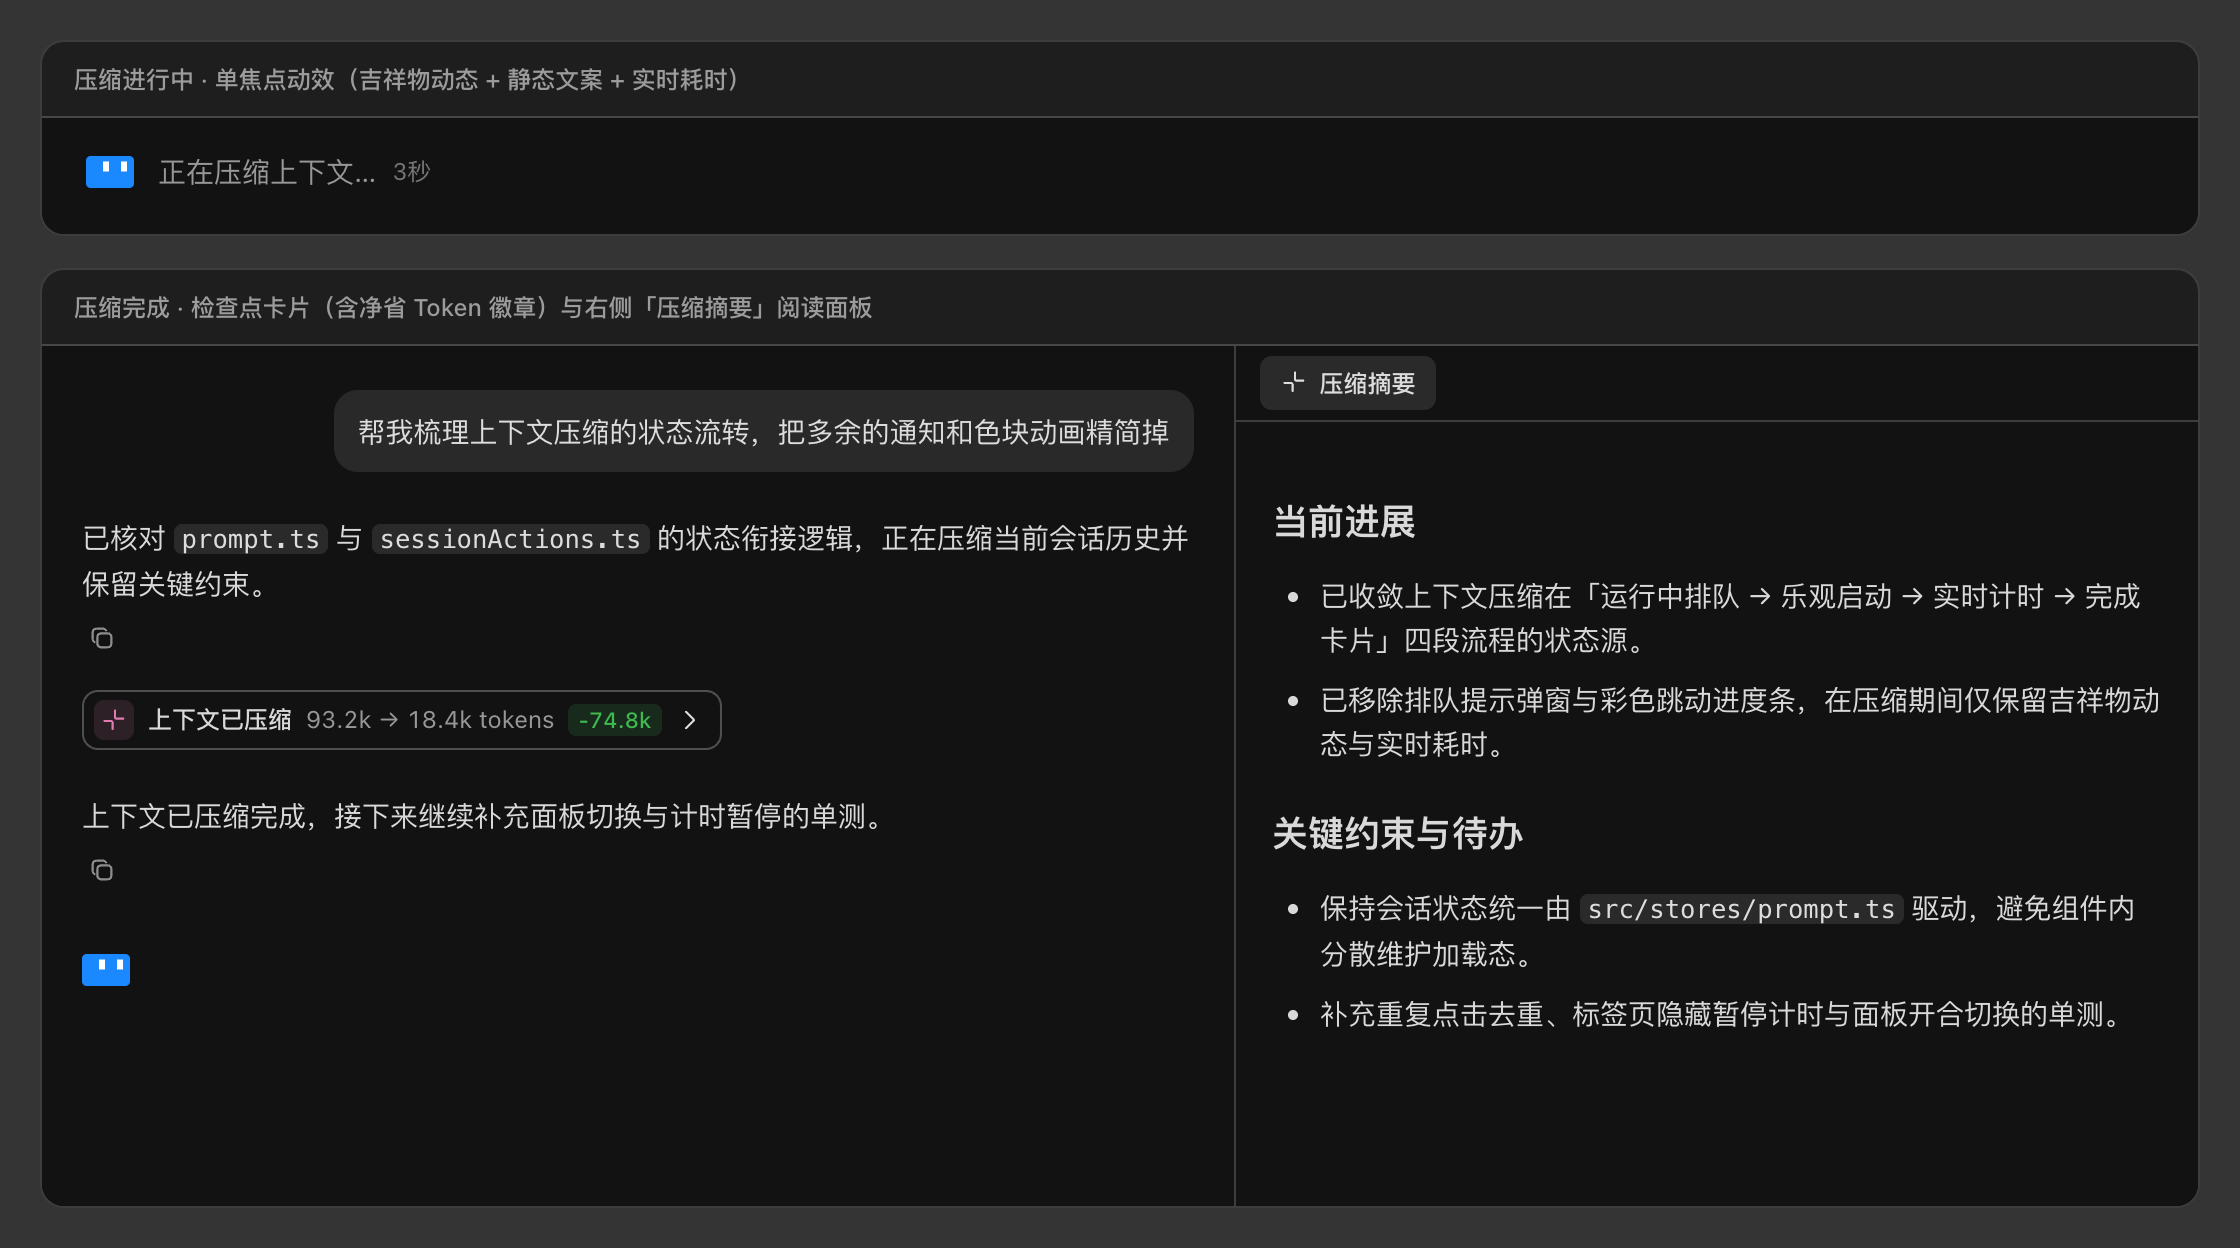 压缩进行中 · 单焦点动效（吉祥物动态 + 静态文案 + 实时耗时）
正在压缩上下文... 3秒
压缩完成 · 检查点卡片（含净省 Token 徽章）与右侧「压缩摘要」阅读面板
帮我梳理上下文压缩的状态流转，把多余的通知和色块动画精简掉
已核对 prompt.ts 与 sessionActions.ts 的状态衔接逻辑，正在压缩当前会话历史并
保留关键约束。
上下文已压缩 93.2k → 18.4k tokens -74.8k
上下文已压缩完成，接下来继续补充面板切换与计时暂停的单测。
压缩摘要
当前进展
已收敛上下文压缩在「运行中排队 → 乐观启动 → 实时计时 → 完成
卡片」四段流程的状态源。
已移除排队提示弹窗与彩色跳动进度条，在压缩期间仅保留吉祥物动
态与实时耗时。
关键约束与待办
保持会话状态统一由 src/stores/prompt.ts 驱动，避免组件内
分散维护加载态。
补充重复点击去重、标签页隐藏暂停计时与面板开合切换的单测。